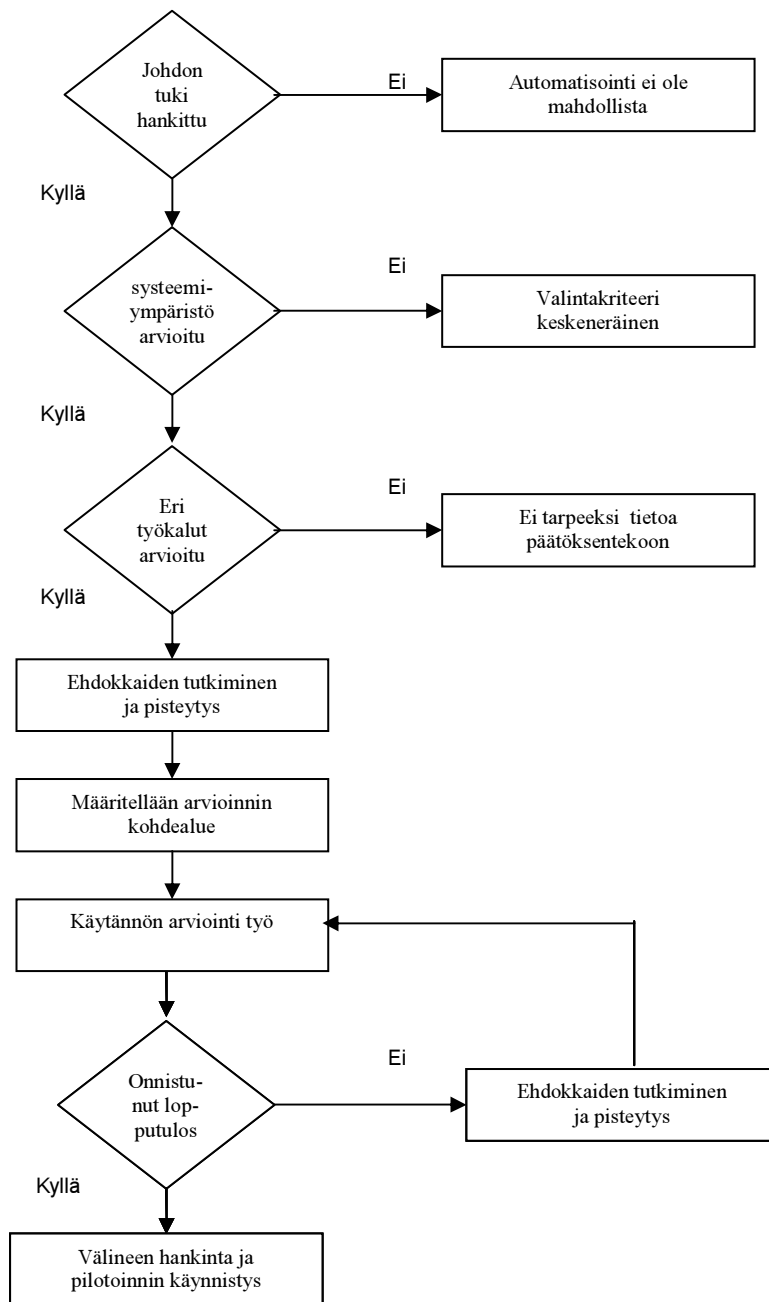 Johdon
tuki
hankittu
Ei
Automatisointi ei ole
mahdollista
Kyllä
systeemi-
ympäristö
arvioitu
Ei
Valintakriteeri
keskeneräinen
Kyllä
Eri
työkalut
arvioitu
Ei
Ei tarpeeksi tietoa
päätöksentekoon
Kyllä
Ehdokkaiden tutkiminen
ja pisteytys
Määritellään arvioinnin
kohdealue
Käytännön arviointi työ
Onnistu-
nut lop-
putulos
Ei
Ehdokkaiden tutkiminen
ja pisteytys
Kyllä
Välineen hankinta ja
pilotoinnin käynnistys